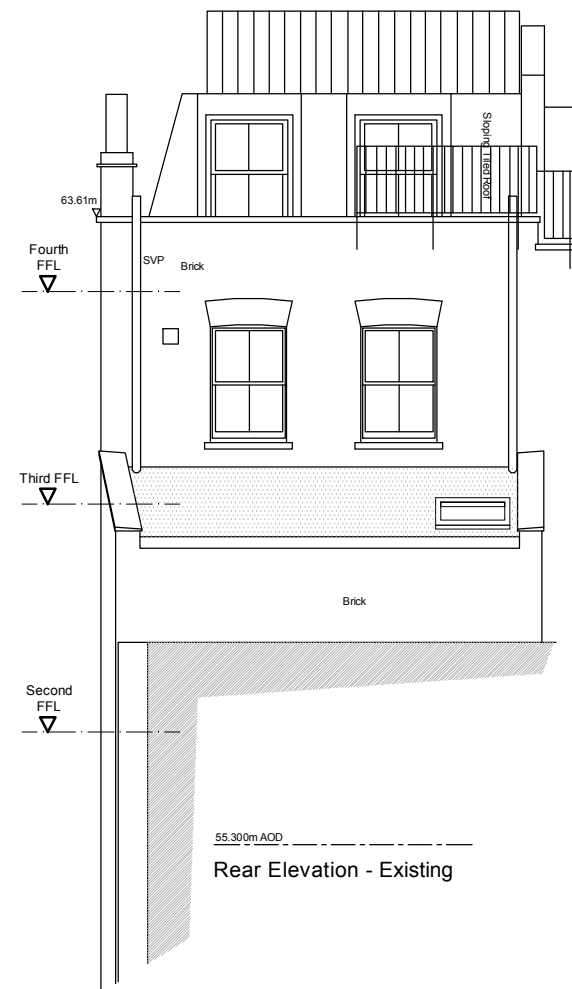 Sloping Tiled Roof
63.61m
Fourth
FFL
SVP
Brick
Third FFL
Brick
Second
FFL
55.300m AOD
Rear Elevation - Existing